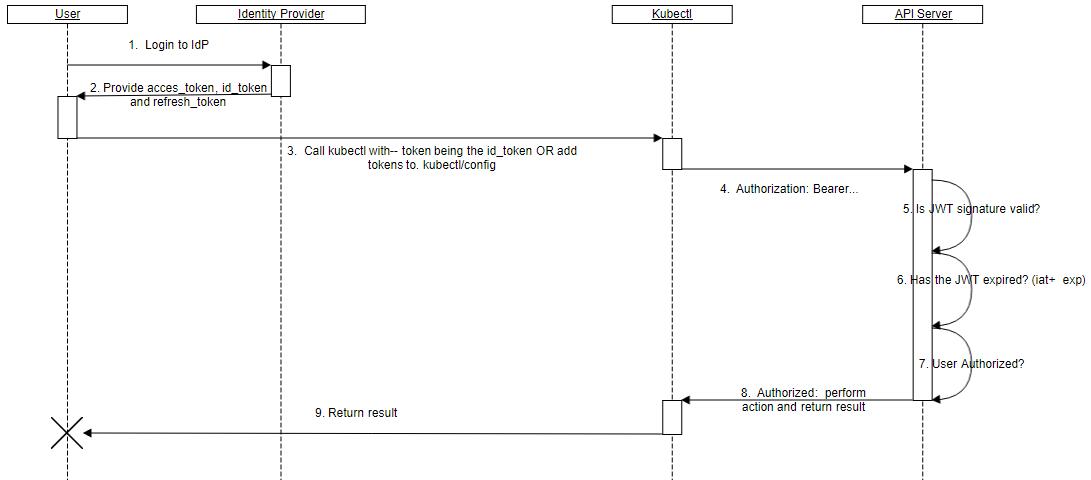 User
Identity Provider
Kubectl
API Server
1. Login to IdP
2. Provide acces_token, id_token
and refresh_token
3. Call kubectl with-- token being the id_token OR add
tokens to. kubectl/config
4. Authorization: Bearer...
5. Is JWT signature valid?
6. Has the JWT expired? (iat+ exp)
7. User Authorized?
8. Authorized: perform
action and return result
9. Return result